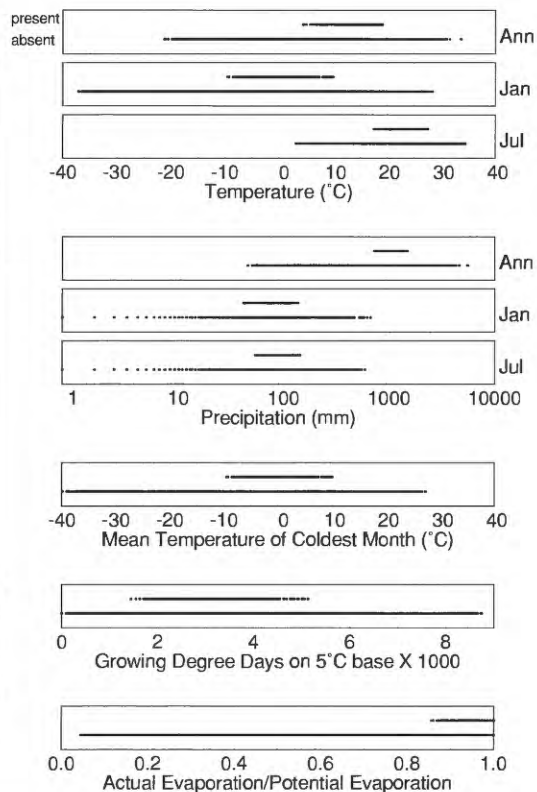 present
absent
Ann
Jan
Jul
-40 -30 -20 -10 0 10 20 30 40
Temperature (˚C)
Ann
Jan
Jul
1 10 100 1000 10000
Precipitation (mm)
-40 -30 -20 -10 0 10 20 30 40
Mean Temperature of Coldest Month (˚C)
0 2 4 6 8
Growing Degree Days on 5˚C base X 1000
0.0 0.2 0.4 0.6 0.8 1.0
Actual Evaporation/Potential Evaporation